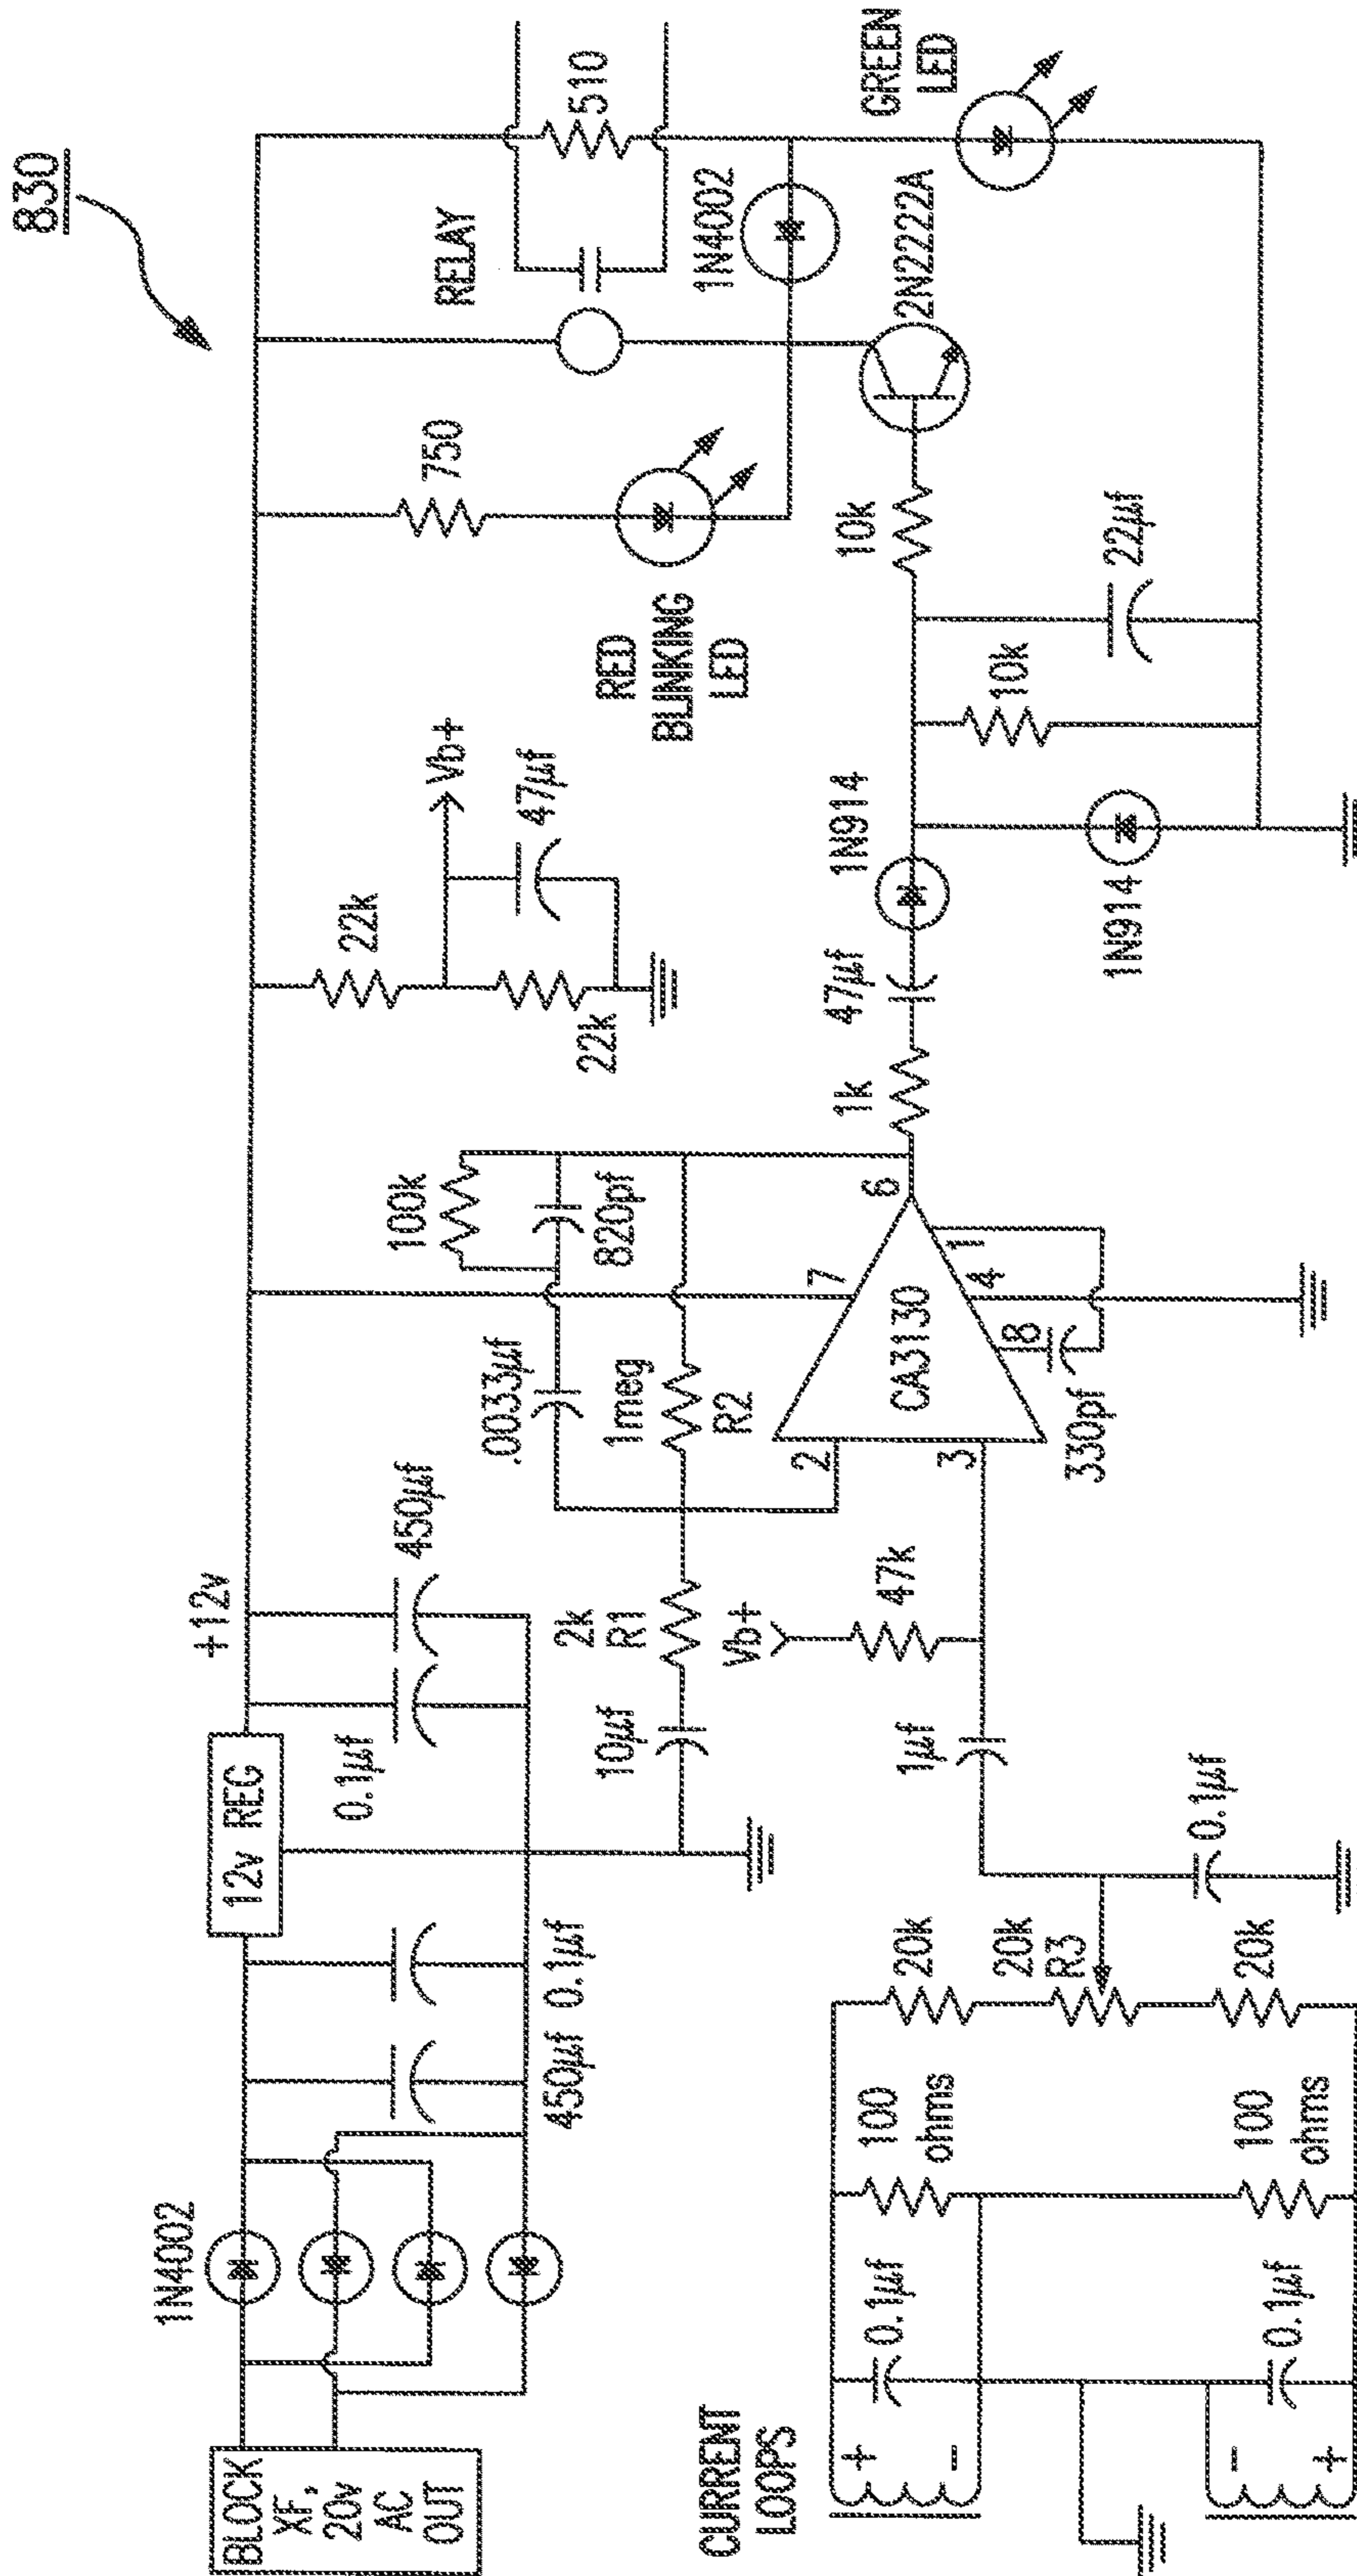 830
BLOCK
XF,
20v
AC
OUT
1N4002
450µf
0.1µf
12v REG
0.1µf
+12v
450µf
22k
22k
Vb+
47µf
750
RED
BLINKING
LED
RELAY
510
1N4002
GREEN
LED
2N2222A
10k
22µf
10k
1N914
1N914
47µf
1k
100k
820pf
.0033µf
1meg
R2
2k
R1
10µf
Vb+
47k
1µf
0.1µf
2
3
7
6
CA3130
1
4
8
330pf
CURRENT
LOOPS
+
-
-
+
0.1µf
0.1µf
100
ohms
100
ohms
20k
20k
R3
20k